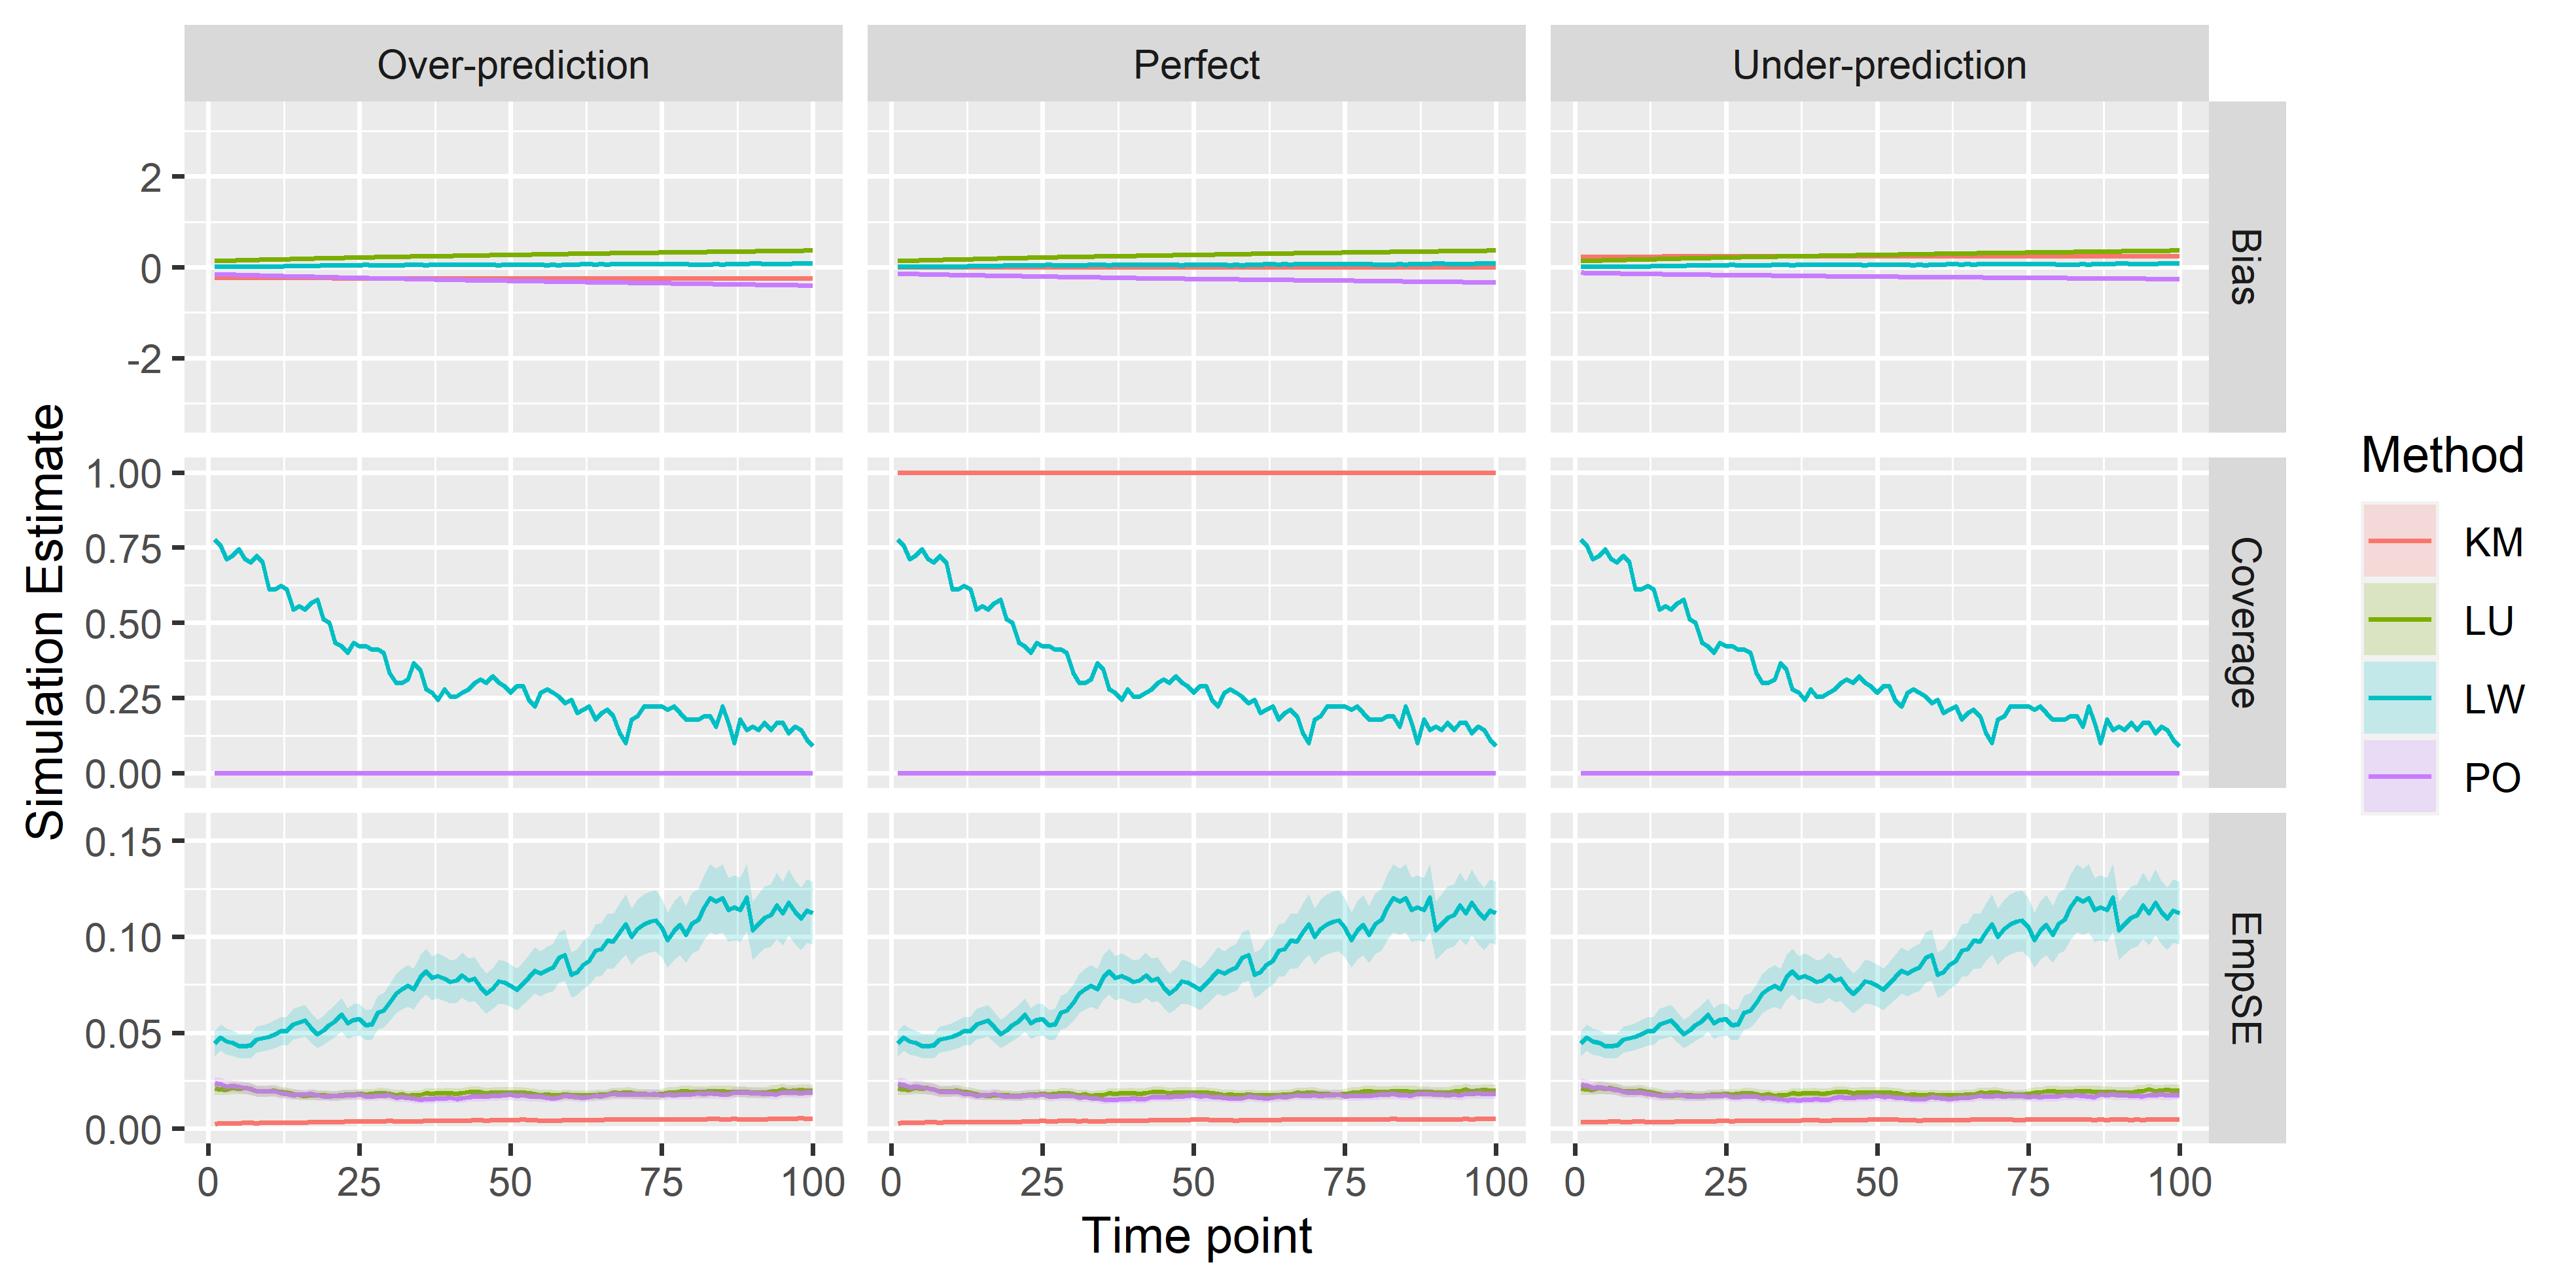 Over-prediction
Perfect
Under-prediction
2
0
-2
Bias
1.00
0.75
0.50
0.25
0.00
Coverage
0.15
0.10
0.05
0.00
EmpSE
0 25 50 75 100
0 25 50 75 100
0 25 50 75 100
Time point
Simulation Estimate
Method
KM
LU
LW
PO